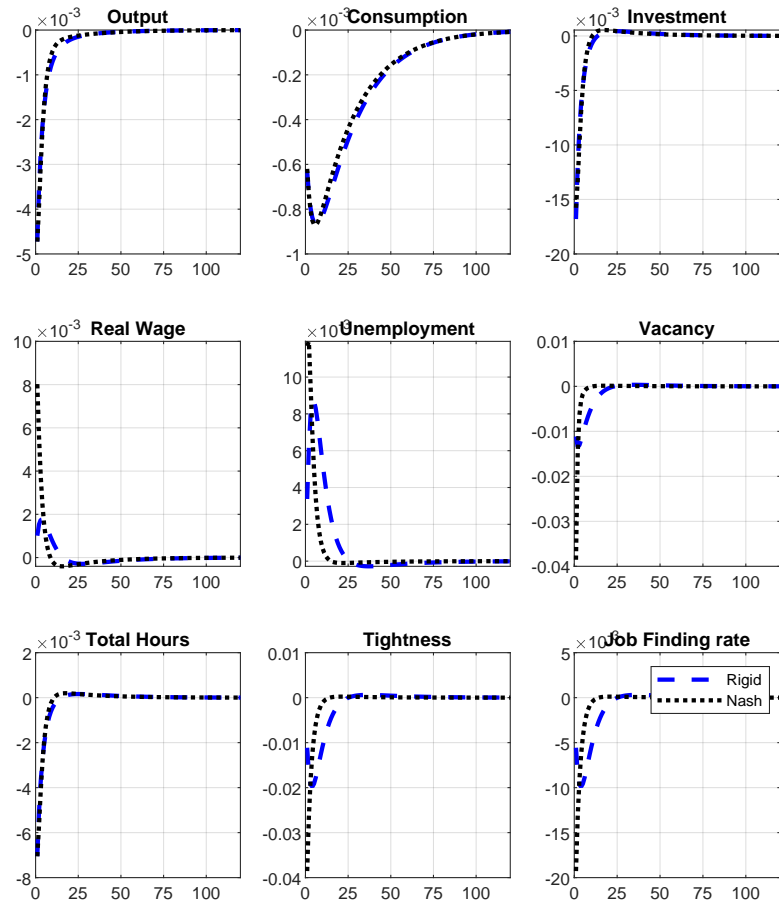 ×10⁻³ Output
0
-1
-2
-3
-4
-5
0 25 50 75 100
×10⁻³ Consumption
0
-0.2
-0.4
-0.6
-0.8
-1
0 25 50 75 100
×10⁻³ Investment
0
-5
-10
-15
-20
0 25 50 75 100
×10⁻³ Real Wage
10
8
6
4
2
0
0 25 50 75 100
×10⁻³ Unemployment
10
8
6
4
2
0
0 25 50 75 100
Vacancy
0.01
0
-0.01
-0.02
-0.03
-0.04
0 25 50 75 100
×10⁻³ Total Hours
2
0
-2
-4
-6
-8
0 25 50 75 100
Tightness
0.01
0
-0.01
-0.02
-0.03
-0.04
0 25 50 75 100
×10⁻³ Job Finding rate
5
0
-5
-10
-15
-20
0 25 50 75 100
Rigid
Nash